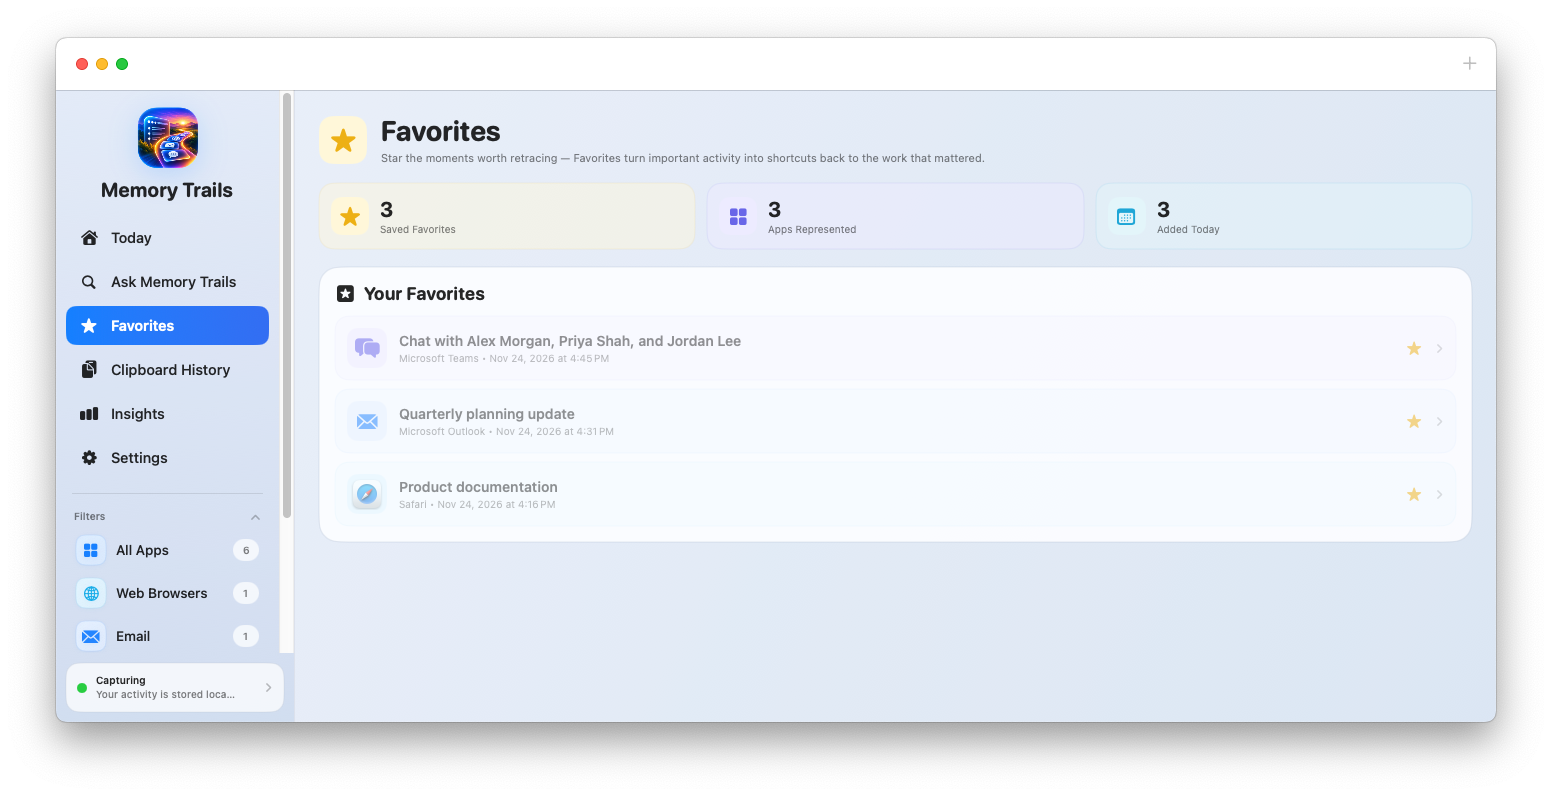 Memory Trails
Today
Ask Memory Trails
Favorites
Clipboard History
Insights
Settings
Filters
All Apps 6
Web Browsers 1
Email 1
Capturing
Your activity is stored loca...
Favorites
Star the moments worth retracing — Favorites turn important activity into shortcuts back to the work that mattered.
3
Saved Favorites
3
Apps Represented
3
Added Today
Your Favorites
Chat with Alex Morgan, Priya Shah, and Jordan Lee
Microsoft Teams • Nov 24, 2026 at 4:45 PM
Quarterly planning update
Microsoft Outlook • Nov 24, 2026 at 4:31 PM
Product documentation
Safari • Nov 24, 2026 at 4:16 PM